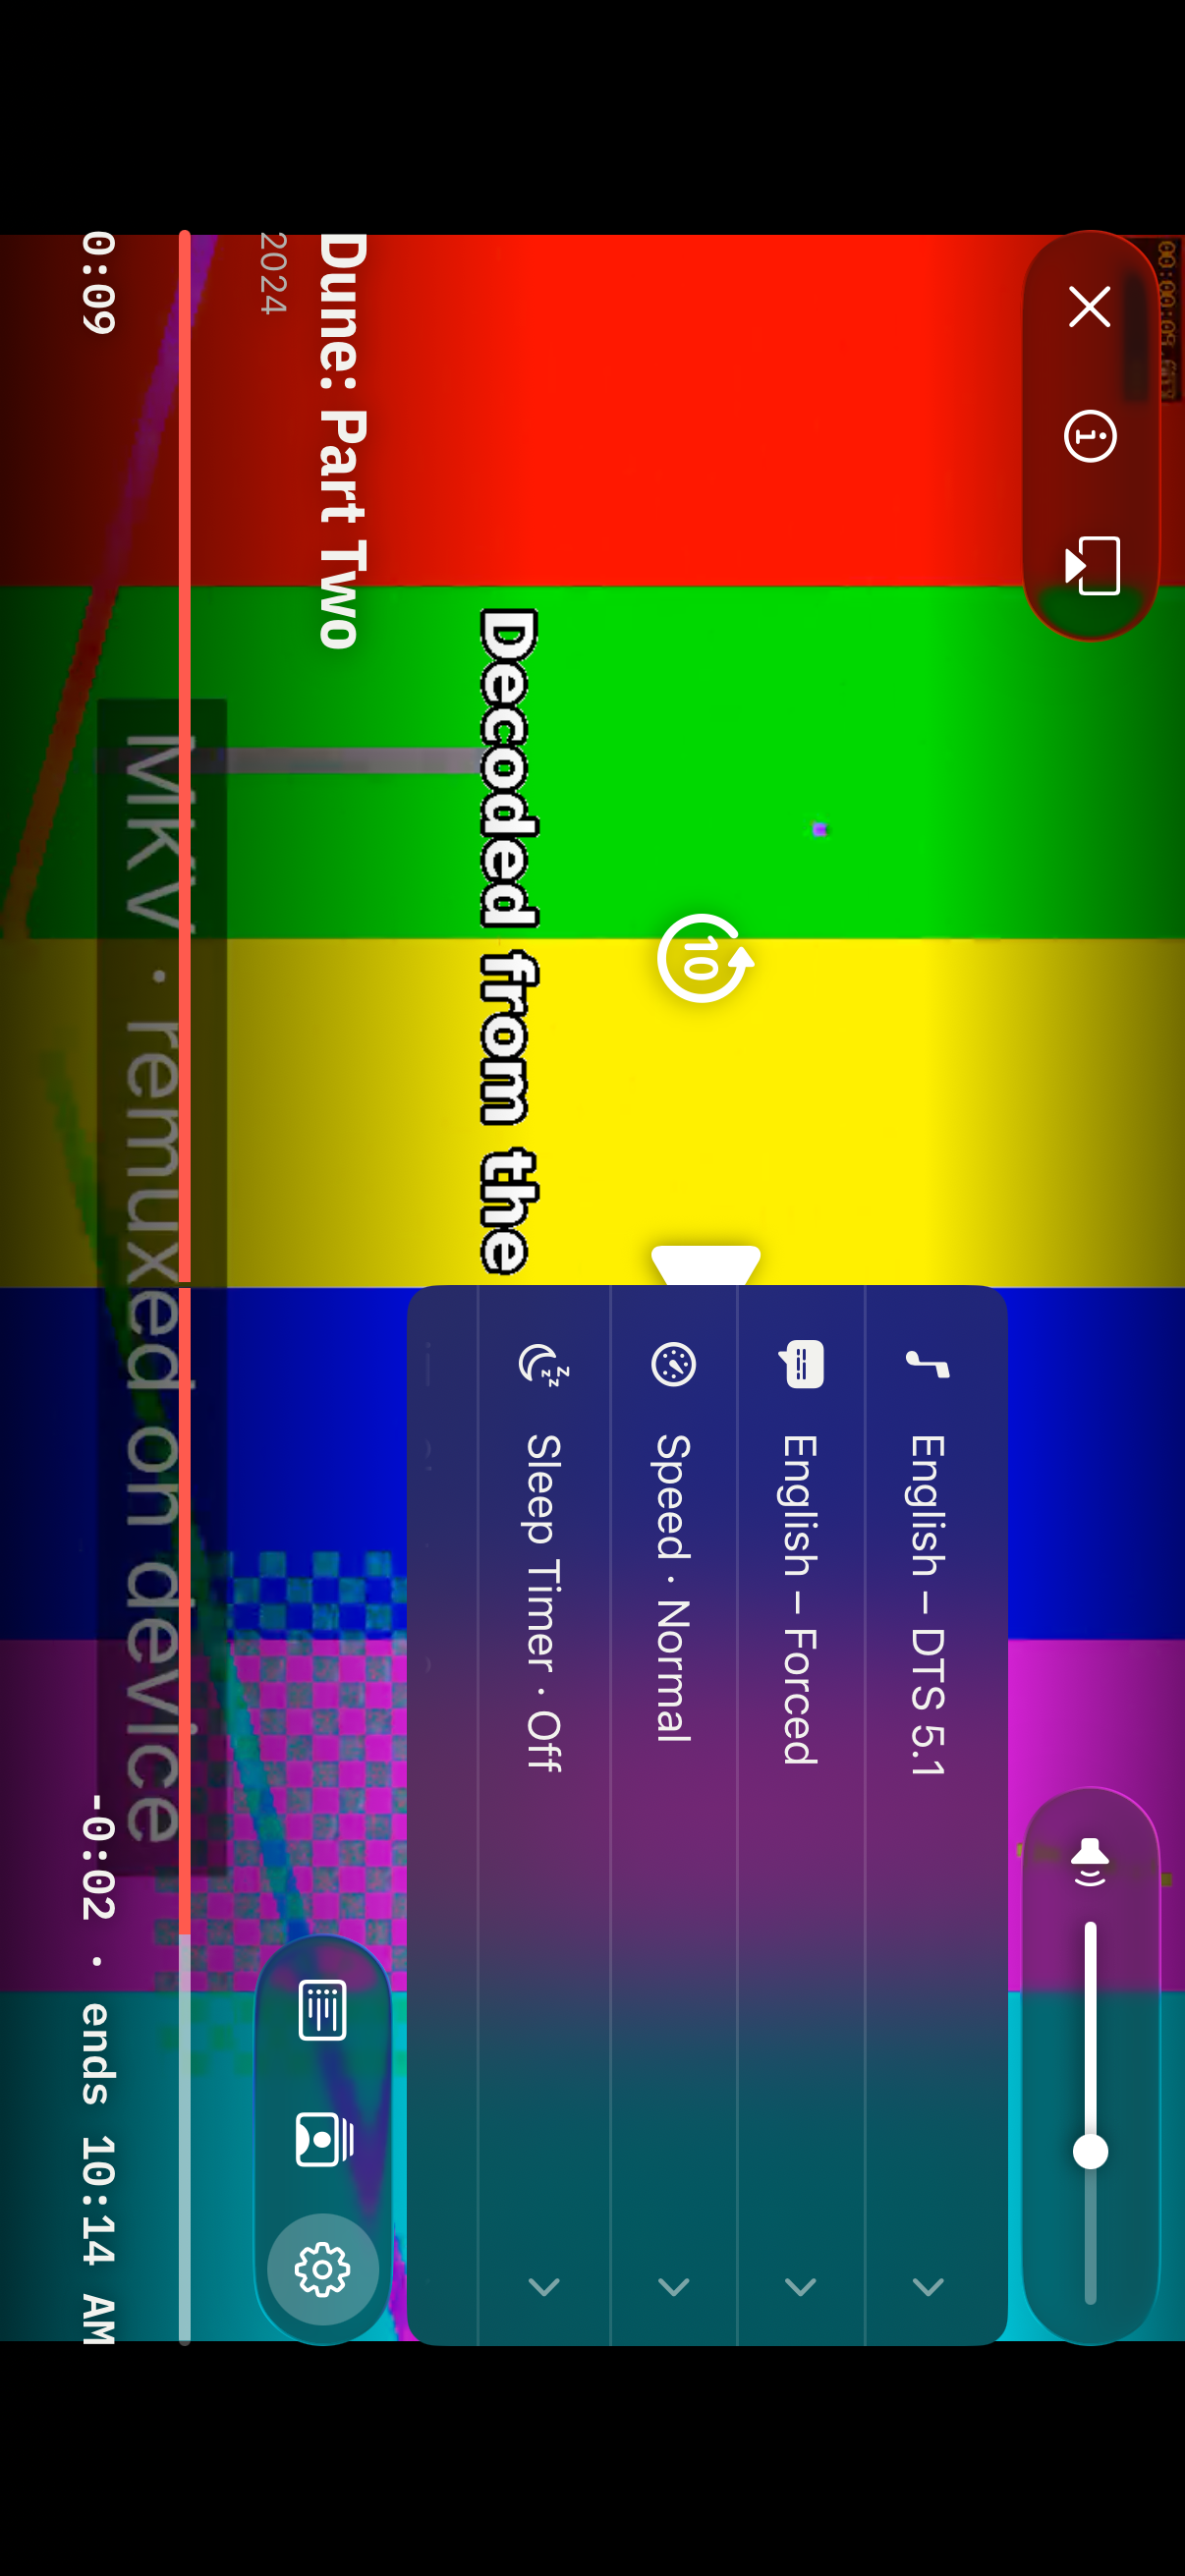 English – DTS 5.1
English – Forced
Speed · Normal
Sleep Timer · Off
10
Decoded from the
Dune: Part Two
2024
MKV · remuxed on device
0:09
-0:02 · ends 10:14 AM